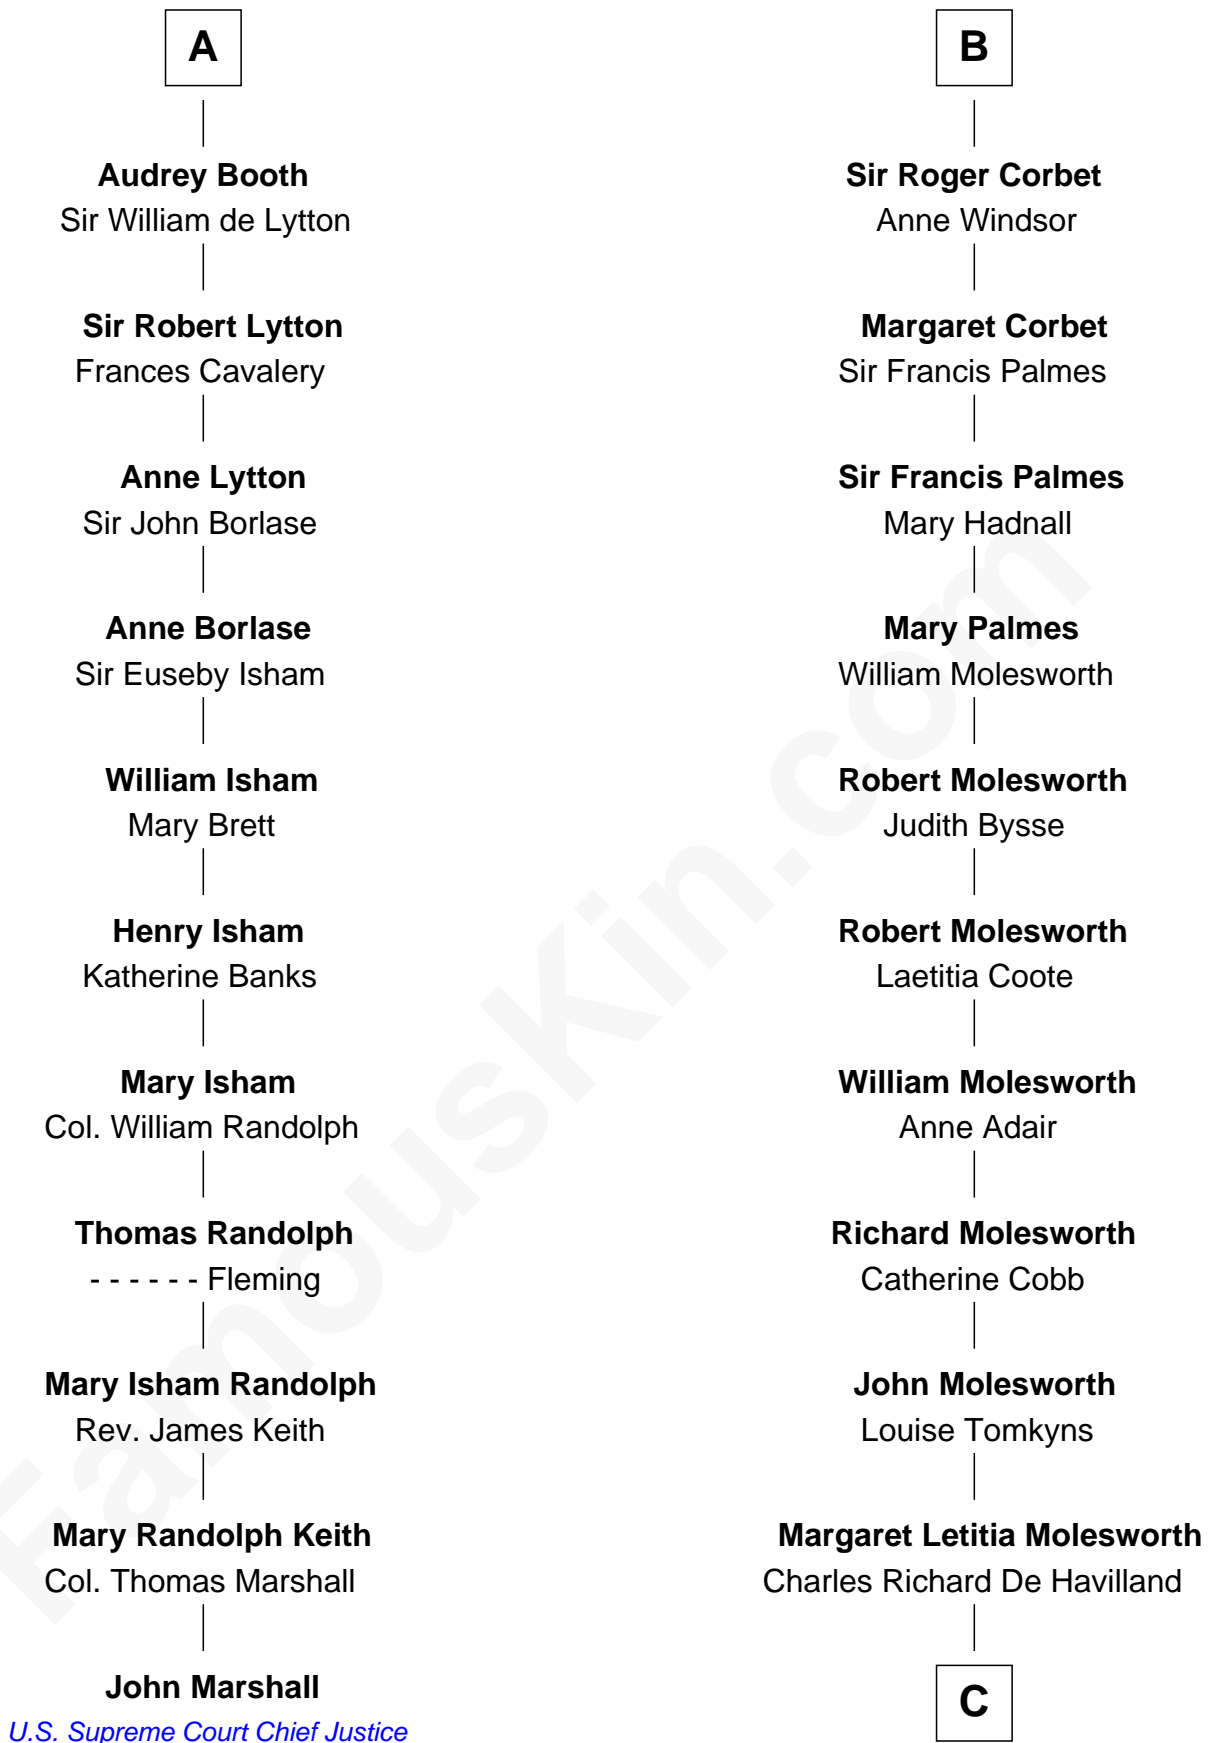 A
Audrey Booth
Sir William de Lytton
Sir Robert Lytton
Frances Cavalery
Anne Lytton
Sir John Borlase
Anne Borlase
Sir Euseby Isham
William Isham
Mary Brett
Henry Isham
Katherine Banks
Mary Isham
Col. William Randolph
Thomas Randolph
- - - - - - Fleming
Mary Isham Randolph
Rev. James Keith
Mary Randolph Keith
Col. Thomas Marshall
John Marshall
U.S. Supreme Court Chief Justice
B
Sir Roger Corbet
Anne Windsor
Margaret Corbet
Sir Francis Palmes
Sir Francis Palmes
Mary Hadnall
Mary Palmes
William Molesworth
Robert Molesworth
Judith Bysse
Robert Molesworth
Laetitia Coote
William Molesworth
Anne Adair
Richard Molesworth
Catherine Cobb
John Molesworth
Louise Tomkyns
Margaret Letitia Molesworth
Charles Richard De Havilland
C
FamousKin.com